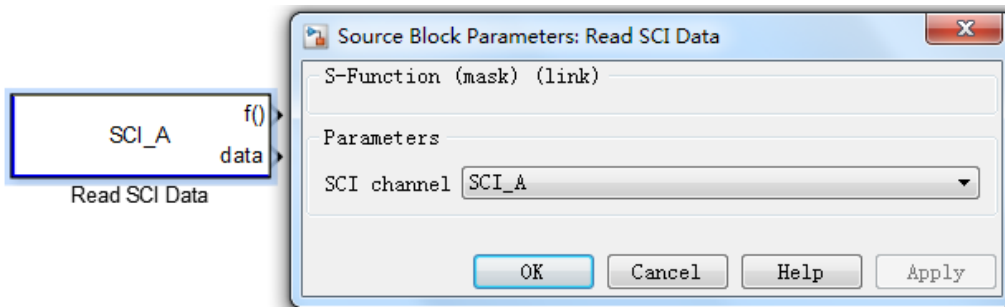 SCI_A
f()
data
Read SCI Data
Source Block Parameters: Read SCI Data
S-Function (mask) (link)
Parameters
SCI channel SCI_A
OK Cancel Help Apply